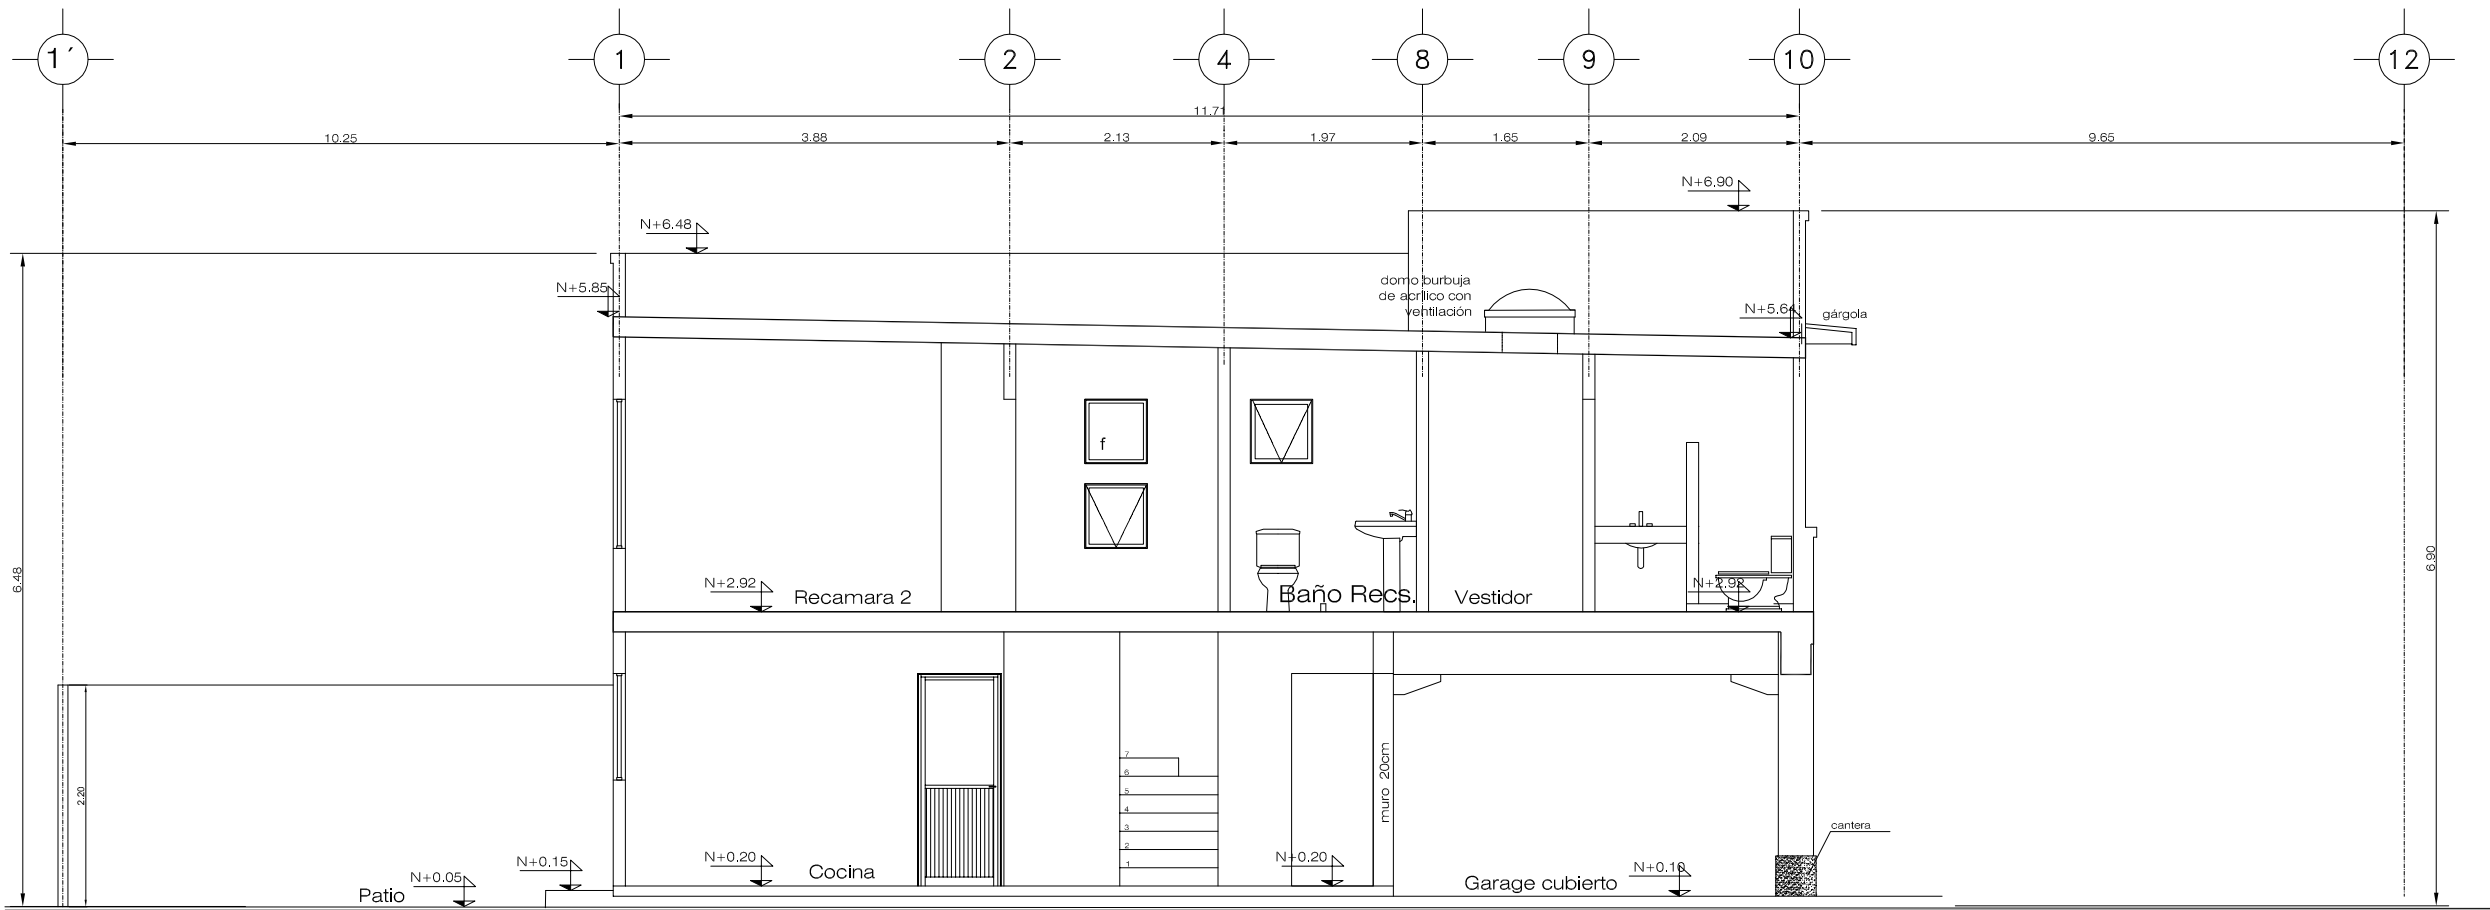 1´ 1 2 4 8 9 10 12
11.71
10.25 3.88 2.13 1.97 1.65 2.09 9.65
N+6.90
N+6.48
domo burbuja
de acrílico con
ventilación
N+5.85
N+5.64
gárgola
f
6.48
6.90
N+2.92
Recamara 2
Baño Recs.
Vestidor
N+2.92
2.20
7
6
5
4
3
2
1
muro 20cm
cantera
N+0.20
Cocina
N+0.20
N+0.15
N+0.05
Patio
Garage cubierto
N+0.10